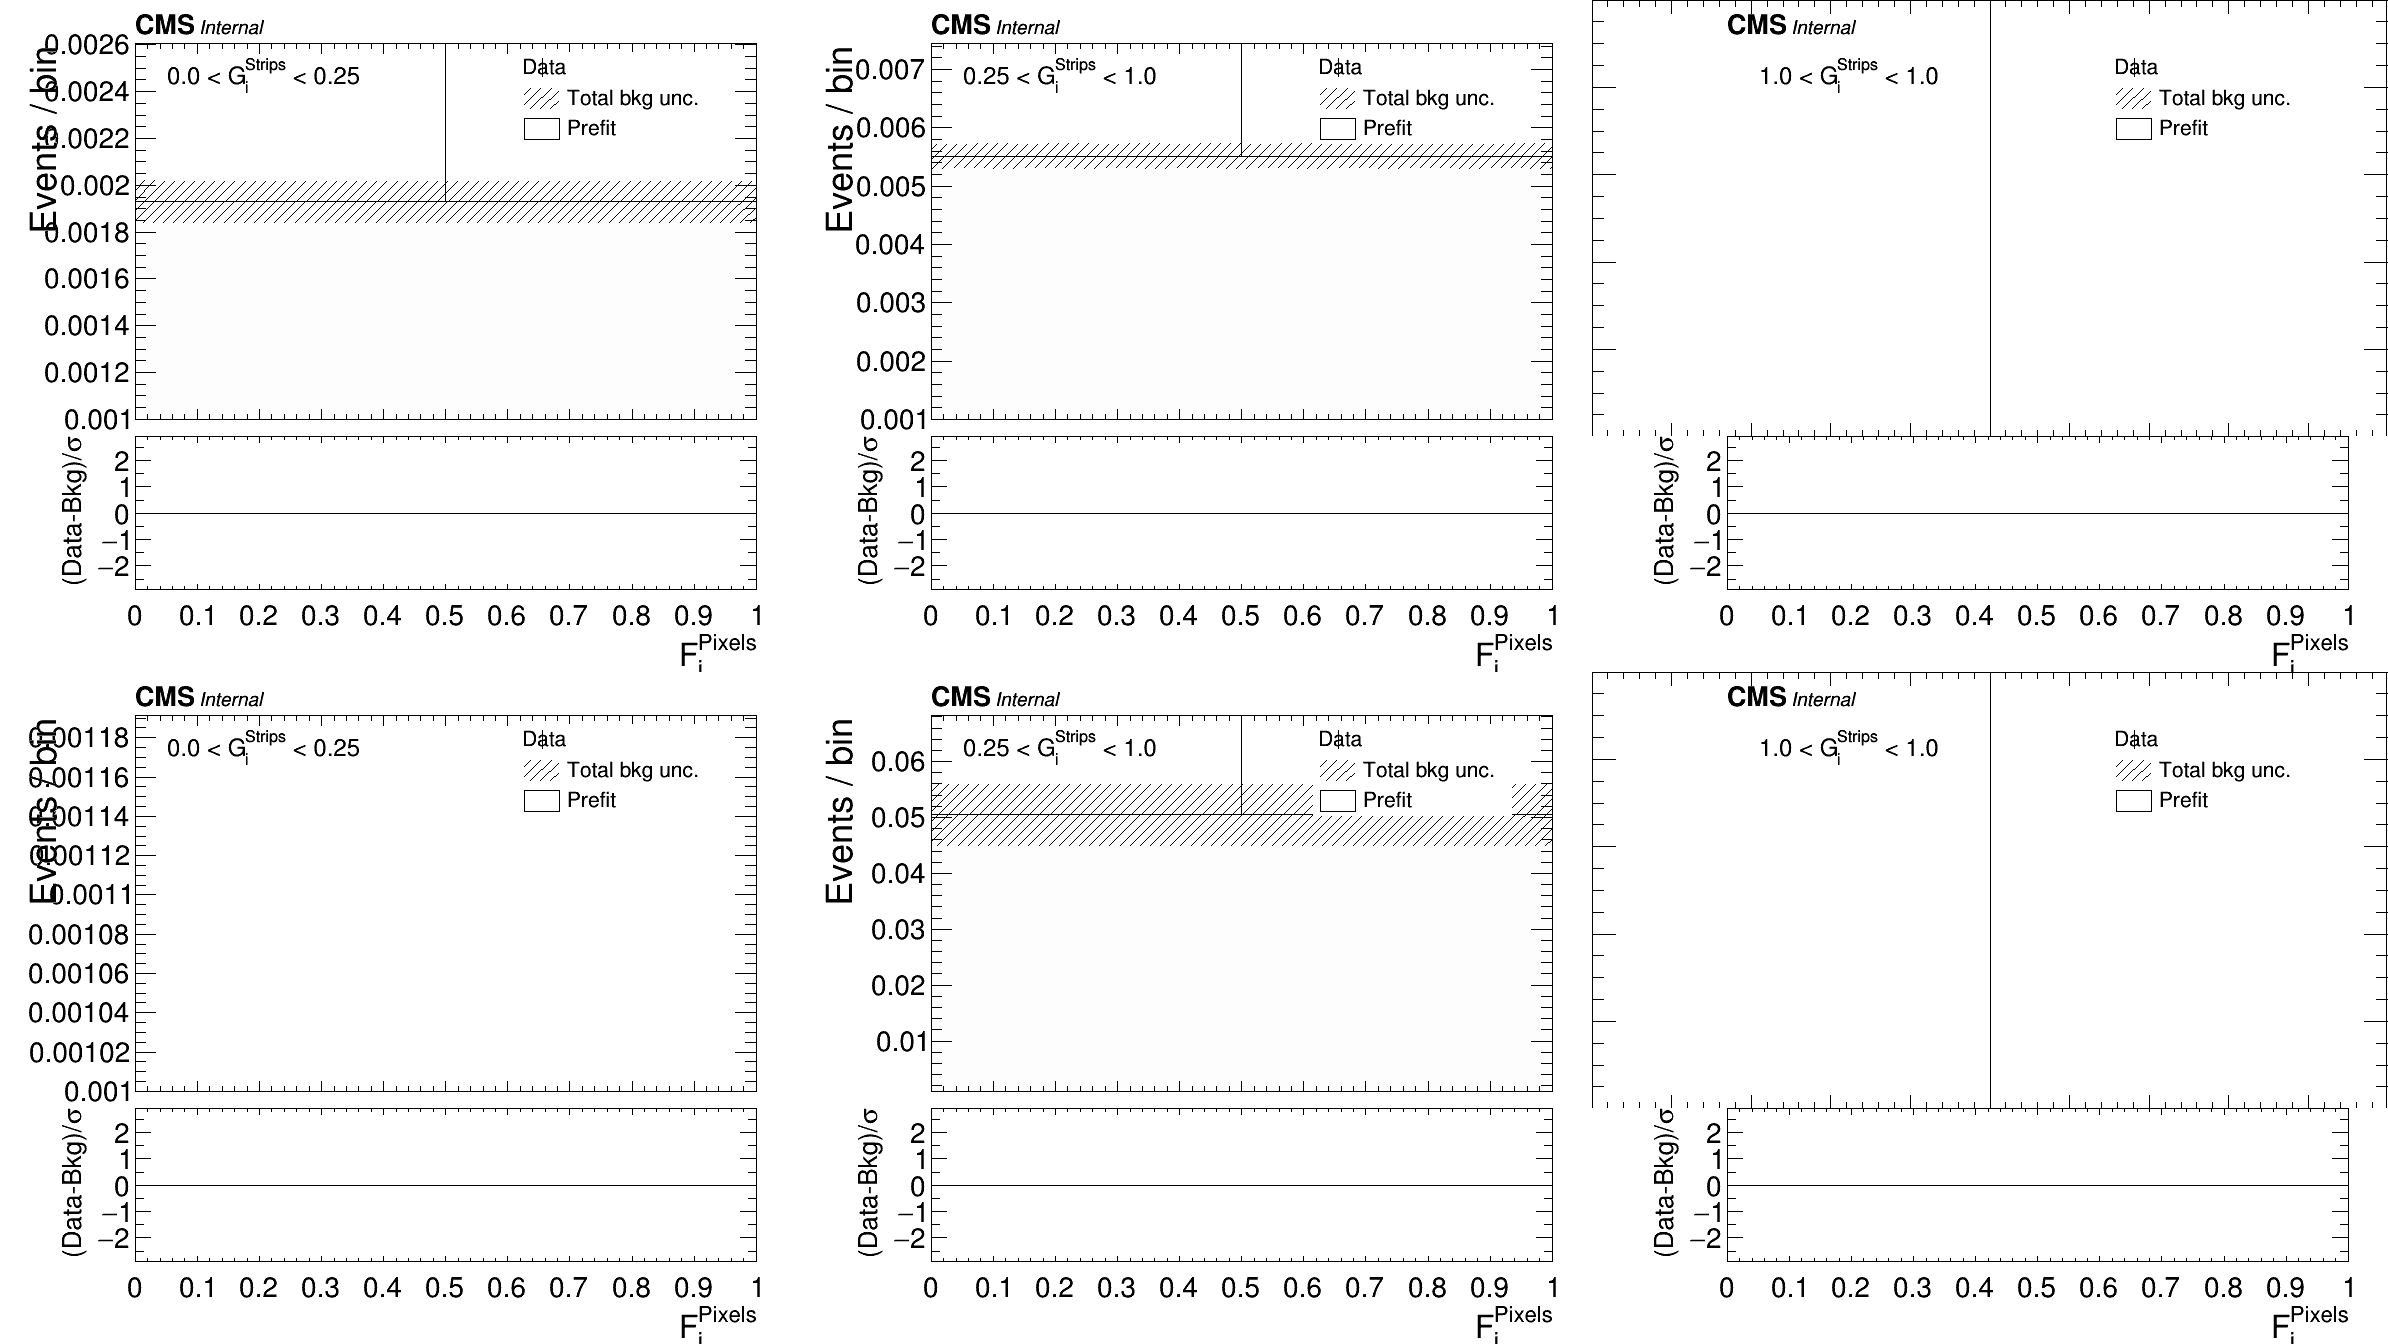 CMS Internal
Events / bin
0.0026
0.0024
0.0022
0.002
0.0018
0.0016
0.0014
0.0012
0.001
0.0 < G_i^Strips < 0.25
Data
Total bkg unc.
Prefit
(Data-Bkg)/σ
2
1
0
−1
−2
0 0.1 0.2 0.3 0.4 0.5 0.6 0.7 0.8 0.9 1
F_i^Pixels
CMS Internal
Events / bin
0.007
0.006
0.005
0.004
0.003
0.002
0.001
0.25 < G_i^Strips < 1.0
Data
Total bkg unc.
Prefit
(Data-Bkg)/σ
2
1
0
−1
−2
0 0.1 0.2 0.3 0.4 0.5 0.6 0.7 0.8 0.9 1
F_i^Pixels
CMS Internal
1.0 < G_i^Strips < 1.0
Data
Total bkg unc.
Prefit
(Data-Bkg)/σ
2
1
0
−1
−2
0 0.1 0.2 0.3 0.4 0.5 0.6 0.7 0.8 0.9 1
F_i^Pixels
CMS Internal
Events / bin
0.00118
0.00116
0.00114
0.00112
0.0011
0.00108
0.00106
0.00104
0.00102
0.001
0.0 < G_i^Strips < 0.25
Data
Total bkg unc.
Prefit
(Data-Bkg)/σ
2
1
0
−1
−2
0 0.1 0.2 0.3 0.4 0.5 0.6 0.7 0.8 0.9 1
F_i^Pixels
CMS Internal
Events / bin
0.06
0.05
0.04
0.03
0.02
0.01
0.25 < G_i^Strips < 1.0
Data
Total bkg unc.
Prefit
(Data-Bkg)/σ
2
1
0
−1
−2
0 0.1 0.2 0.3 0.4 0.5 0.6 0.7 0.8 0.9 1
F_i^Pixels
CMS Internal
1.0 < G_i^Strips < 1.0
Data
Total bkg unc.
Prefit
(Data-Bkg)/σ
2
1
0
−1
−2
0 0.1 0.2 0.3 0.4 0.5 0.6 0.7 0.8 0.9 1
F_i^Pixels